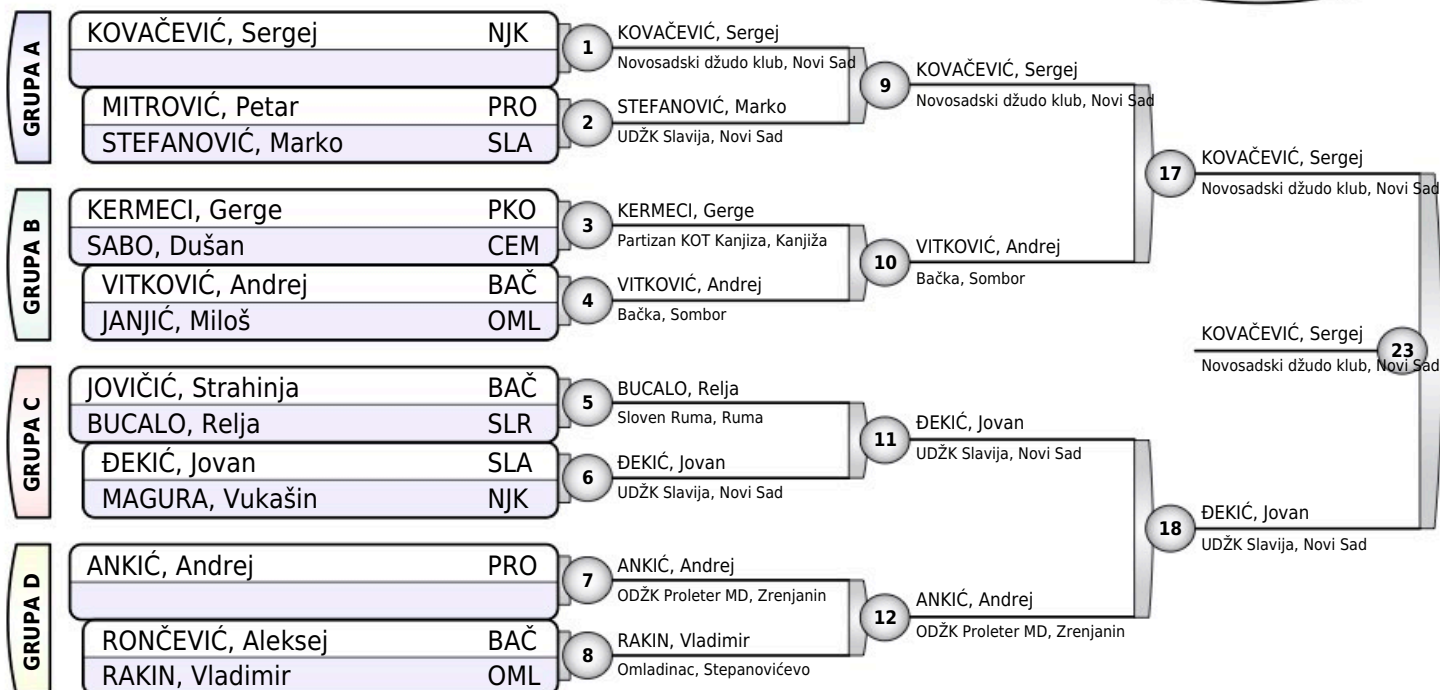 GRUPA A
KOVAČEVIĆ, Sergej NJK
MITROVIĆ, Petar PRO
STEFANOVIĆ, Marko SLA
GRUPA B
KERMECI, Gerge PKO
SABO, Dušan CEM
VITKOVIĆ, Andrej BAČ
JANJIĆ, Miloš OML
GRUPA C
JOVIČIĆ, Strahinja BAČ
BUCALO, Relja SLR
ĐEKIĆ, Jovan SLA
MAGURA, Vukašin NJK
GRUPA D
ANKIĆ, Andrej PRO
RONČEVIĆ, Aleksej BAČ
RAKIN, Vladimir OML
1
KOVAČEVIĆ, Sergej
Novosadski džudo klub, Novi Sad
2
STEFANOVIĆ, Marko
UDŽK Slavija, Novi Sad
3
KERMECI, Gerge
Partizan KOT Kanjiza, Kanjiža
4
VITKOVIĆ, Andrej
Bačka, Sombor
5
BUCALO, Relja
Sloven Ruma, Ruma
6
ĐEKIĆ, Jovan
UDŽK Slavija, Novi Sad
7
ANKIĆ, Andrej
ODŽK Proleter MD, Zrenjanin
8
RAKIN, Vladimir
Omladinac, Stepanovićevo
9
KOVAČEVIĆ, Sergej
Novosadski džudo klub, Novi Sad
10
VITKOVIĆ, Andrej
Bačka, Sombor
11
ĐEKIĆ, Jovan
UDŽK Slavija, Novi Sad
12
ANKIĆ, Andrej
ODŽK Proleter MD, Zrenjanin
17
KOVAČEVIĆ, Sergej
Novosadski džudo klub, Novi Sad
18
ĐEKIĆ, Jovan
UDŽK Slavija, Novi Sad
KOVAČEVIĆ, Sergej
23
Novosadski džudo klub, Novi Sad